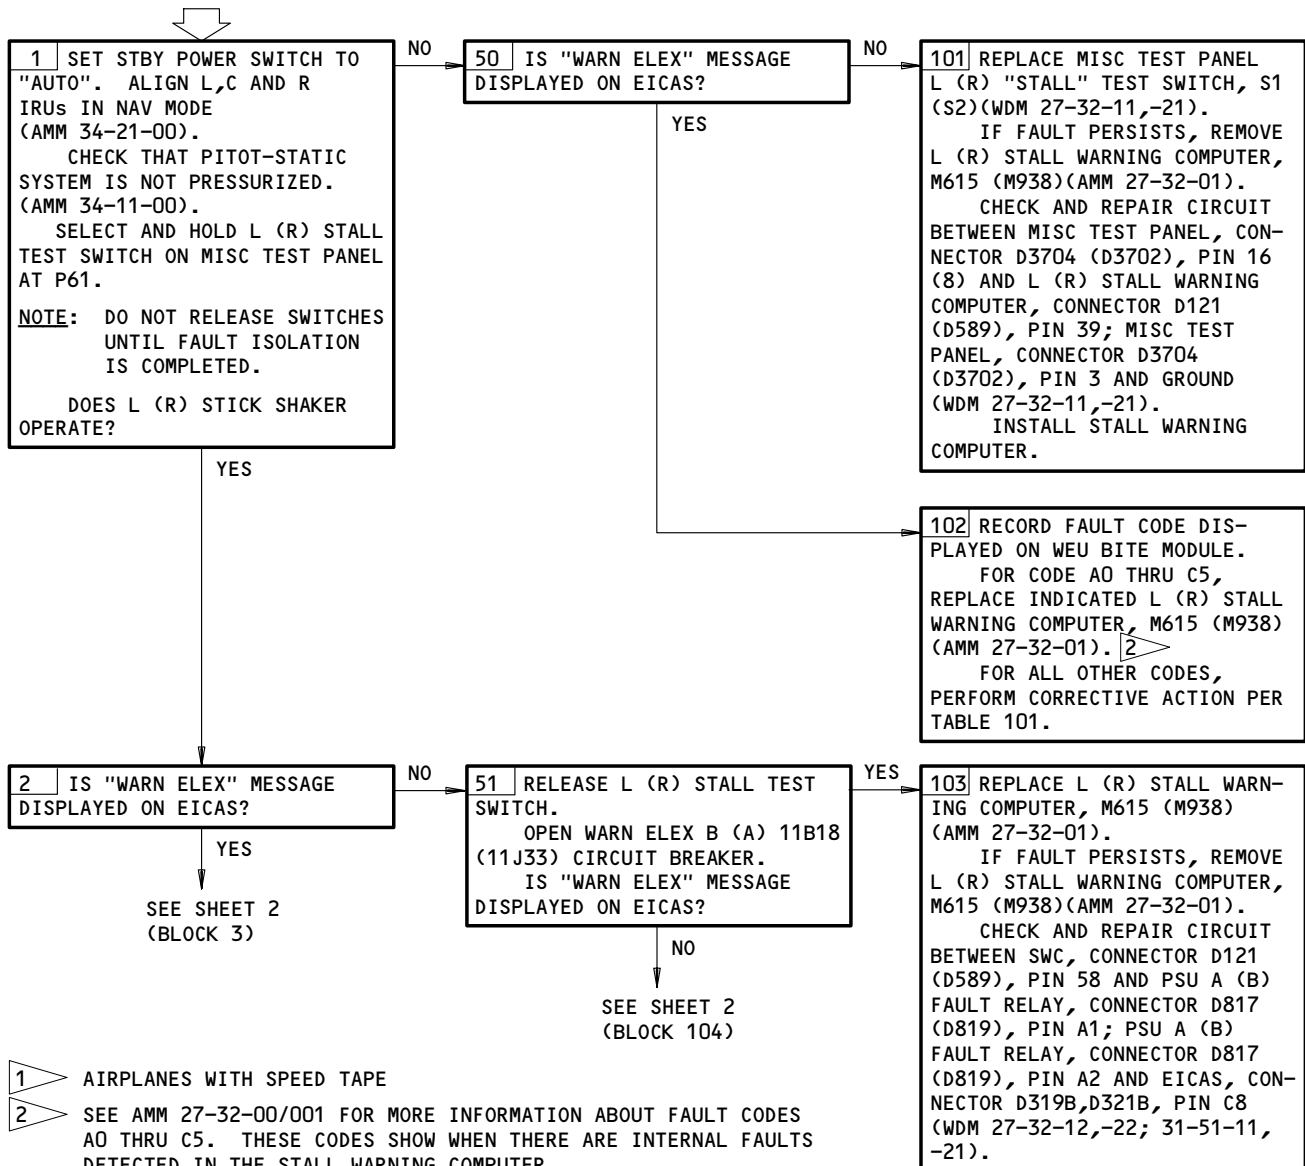 1 SET STBY POWER SWITCH TO
"AUTO". ALIGN L,C AND R
IRUs IN NAV MODE
(AMM 34-21-00).
CHECK THAT PITOT-STATIC
SYSTEM IS NOT PRESSURIZED.
(AMM 34-11-00).
SELECT AND HOLD L (R) STALL
TEST SWITCH ON MISC TEST PANEL
AT P61.
NOTE: DO NOT RELEASE SWITCHES
UNTIL FAULT ISOLATION
IS COMPLETED.
DOES L (R) STICK SHAKER
OPERATE?
NO
YES
50 IS "WARN ELEX" MESSAGE
DISPLAYED ON EICAS?
NO
YES
101 REPLACE MISC TEST PANEL
L (R) "STALL" TEST SWITCH, S1
(S2)(WDM 27-32-11,-21).
IF FAULT PERSISTS, REMOVE
L (R) STALL WARNING COMPUTER,
M615 (M938)(AMM 27-32-01).
CHECK AND REPAIR CIRCUIT
BETWEEN MISC TEST PANEL, CON-
NECTOR D3704 (D3702), PIN 16
(8) AND L (R) STALL WARNING
COMPUTER, CONNECTOR D121
(D589), PIN 39; MISC TEST
PANEL, CONNECTOR D3704
(D3702), PIN 3 AND GROUND
(WDM 27-32-11,-21).
INSTALL STALL WARNING
COMPUTER.
102 RECORD FAULT CODE DIS-
PLAYED ON WEU BITE MODULE.
FOR CODE A0 THRU C5,
REPLACE INDICATED L (R) STALL
WARNING COMPUTER, M615 (M938)
(AMM 27-32-01). 2
FOR ALL OTHER CODES,
PERFORM CORRECTIVE ACTION PER
TABLE 101.
2 IS "WARN ELEX" MESSAGE
DISPLAYED ON EICAS?
NO
YES
SEE SHEET 2
(BLOCK 3)
51 RELEASE L (R) STALL TEST
SWITCH.
OPEN WARN ELEX B (A) 11B18
(11J33) CIRCUIT BREAKER.
IS "WARN ELEX" MESSAGE
DISPLAYED ON EICAS?
YES
NO
SEE SHEET 2
(BLOCK 104)
103 REPLACE L (R) STALL WARN-
ING COMPUTER, M615 (M938)
(AMM 27-32-01).
IF FAULT PERSISTS, REMOVE
L (R) STALL WARNING COMPUTER,
M615 (M938)(AMM 27-32-01).
CHECK AND REPAIR CIRCUIT
BETWEEN SWC, CONNECTOR D121
(D589), PIN 58 AND PSU A (B)
FAULT RELAY, CONNECTOR D817
(D819), PIN A1; PSU A (B)
FAULT RELAY, CONNECTOR D817
(D819), PIN A2 AND EICAS, CON-
NECTOR D319B,D321B, PIN C8
(WDM 27-32-12,-22; 31-51-11,
-21).
1 AIRPLANES WITH SPEED TAPE
2 SEE AMM 27-32-00/001 FOR MORE INFORMATION ABOUT FAULT CODES
A0 THRU C5. THESE CODES SHOW WHEN THERE ARE INTERNAL FAULTS
DETECTED IN THE STALL WARNING COMPUTER